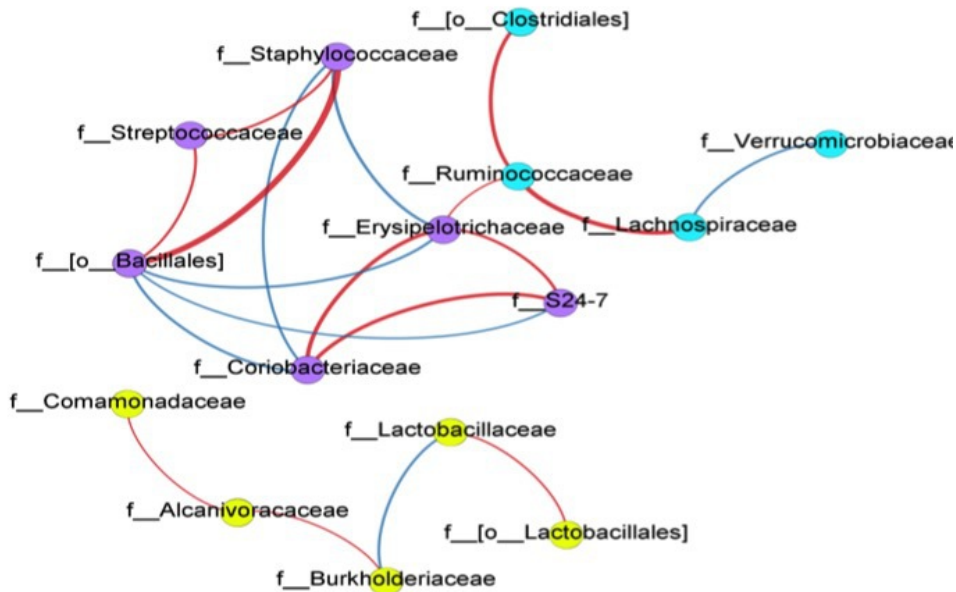 f__[o__Clostridiales]
f__Staphylococcaceae
f__Streptococcaceae
f__Verrucomicrobiaceae
f__Ruminococcaceae
f__Erysipelotrichaceae
f__Lachnospiraceae
f__[o__Bacillales]
f__S24-7
f__Coriobacteriaceae
f__Comamonadaceae
f__Lactobacillaceae
f__Alcanivoracaceae
f__[o__Lactobacillales]
f__Burkholderiaceae